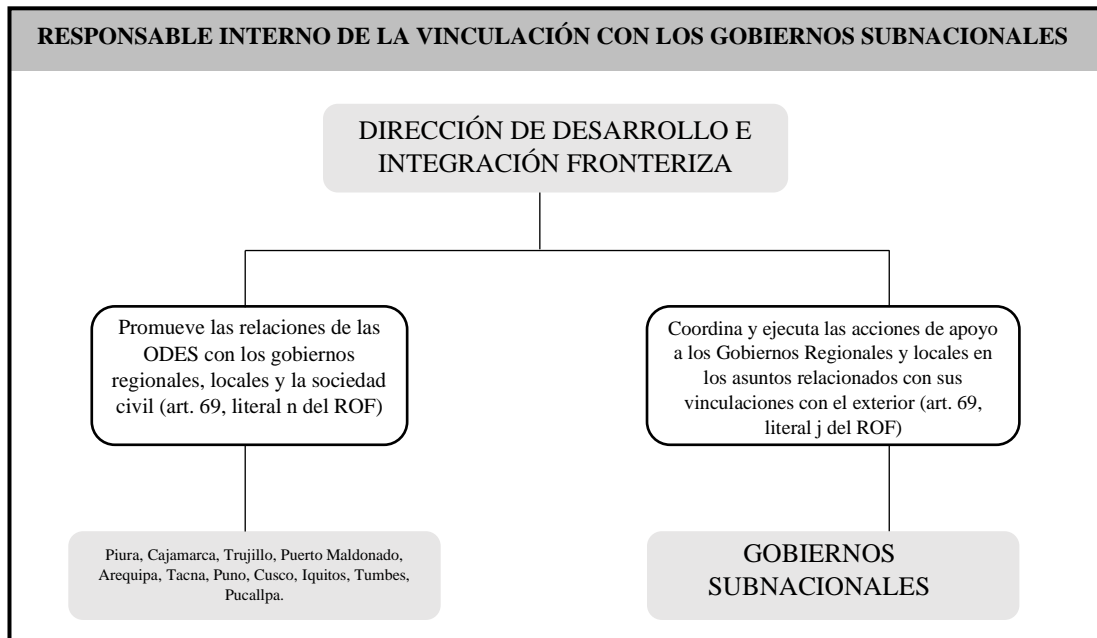 RESPONSABLE INTERNO DE LA VINCULACIÓN CON LOS GOBIERNOS SUBNACIONALES
DIRECCIÓN DE DESARROLLO E
INTEGRACIÓN FRONTERIZA
Promueve las relaciones de las
ODES con los gobiernos
regionales, locales y la sociedad
civil (art. 69, literal n del ROF)
Coordina y ejecuta las acciones de apoyo
a los Gobiernos Regionales y locales en
los asuntos relacionados con sus
vinculaciones con el exterior (art. 69,
literal j del ROF)
Piura, Cajamarca, Trujillo, Puerto Maldonado,
Arequipa, Tacna, Puno, Cusco, Iquitos, Tumbes,
Pucallpa.
GOBIERNOS
SUBNACIONALES